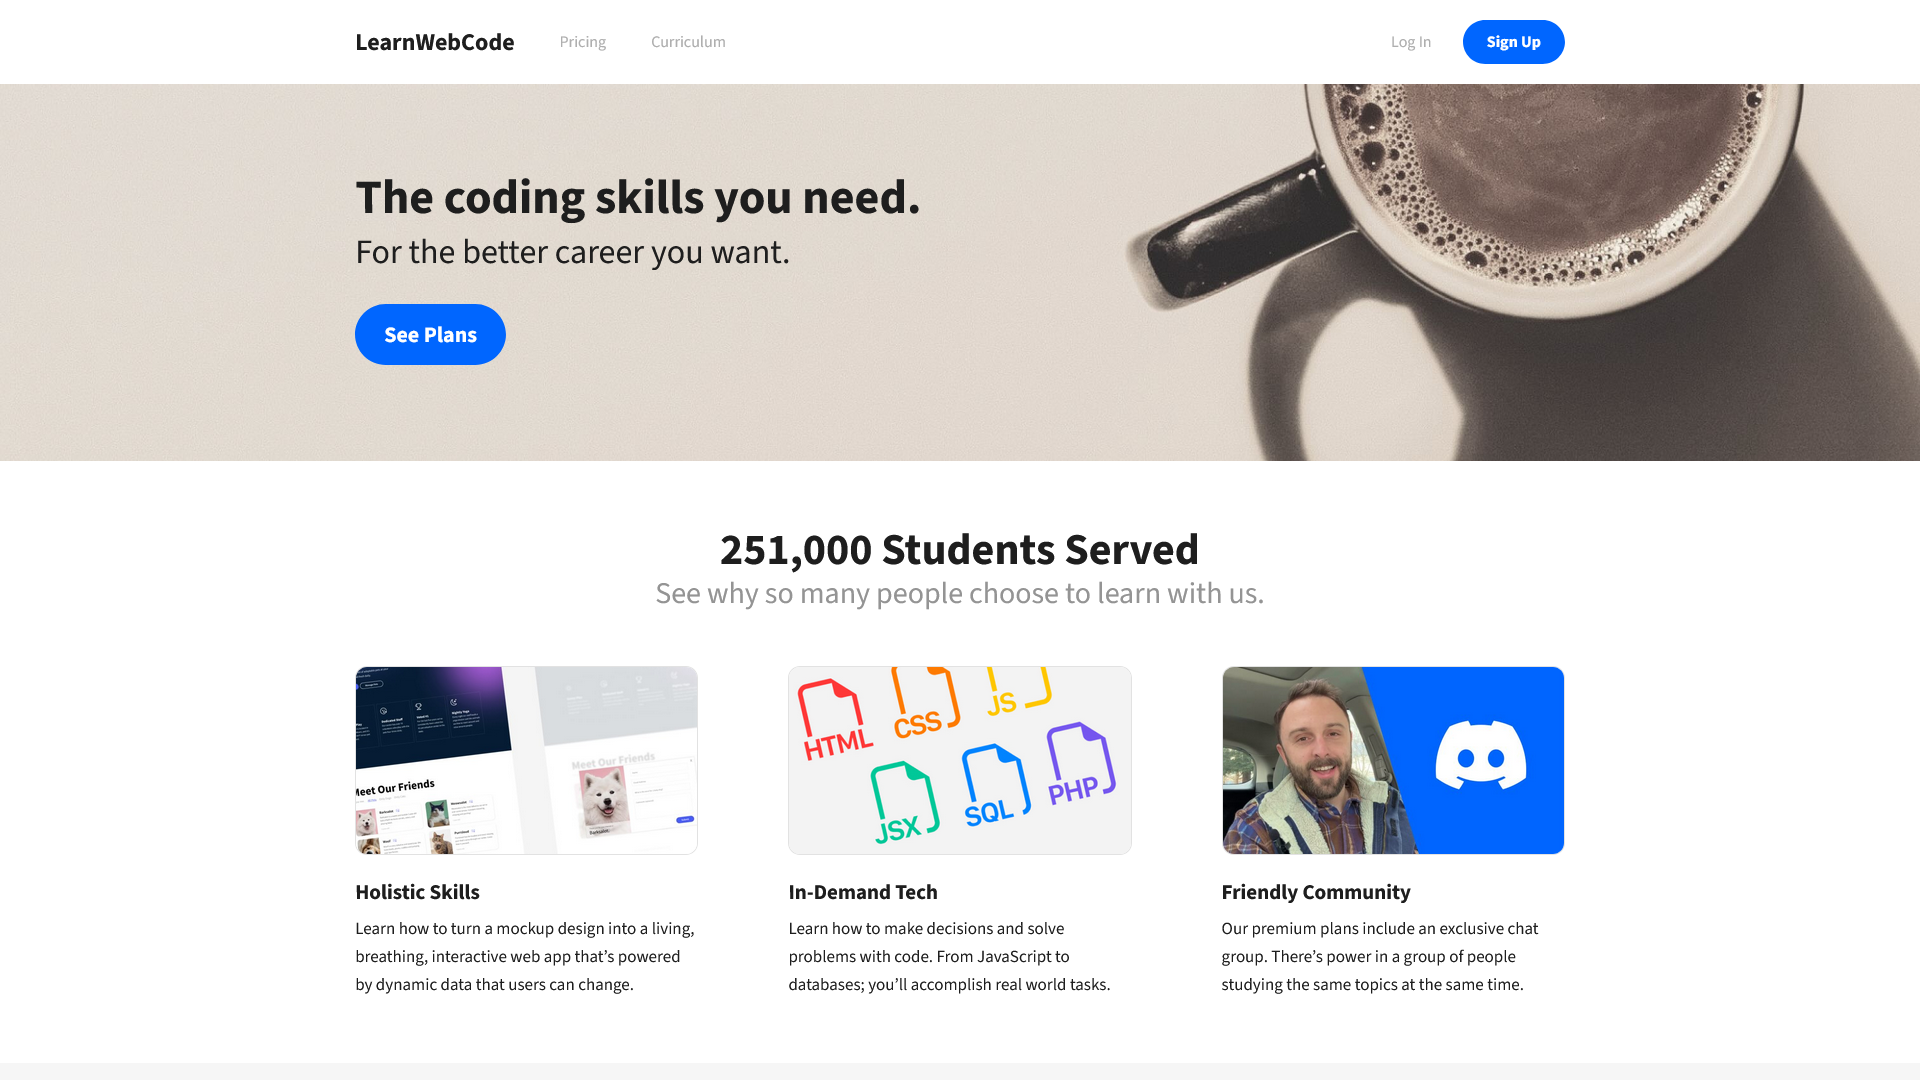 LearnWebCode
Pricing
Curriculum
Log In
Sign Up
The coding skills you need.
For the better career you want.
See Plans
251,000 Students Served
See why so many people choose to learn with us.
Meet Our Friends
Meet Our Friends
Barksalot
HTML
CSS
JS
JSX
SQL
PHP
Holistic Skills
Learn how to turn a mockup design into a living,
breathing, interactive web app that’s powered
by dynamic data that users can change.
In-Demand Tech
Learn how to make decisions and solve
problems with code. From JavaScript to
databases; you’ll accomplish real world tasks.
Friendly Community
Our premium plans include an exclusive chat
group. There’s power in a group of people
studying the same topics at the same time.